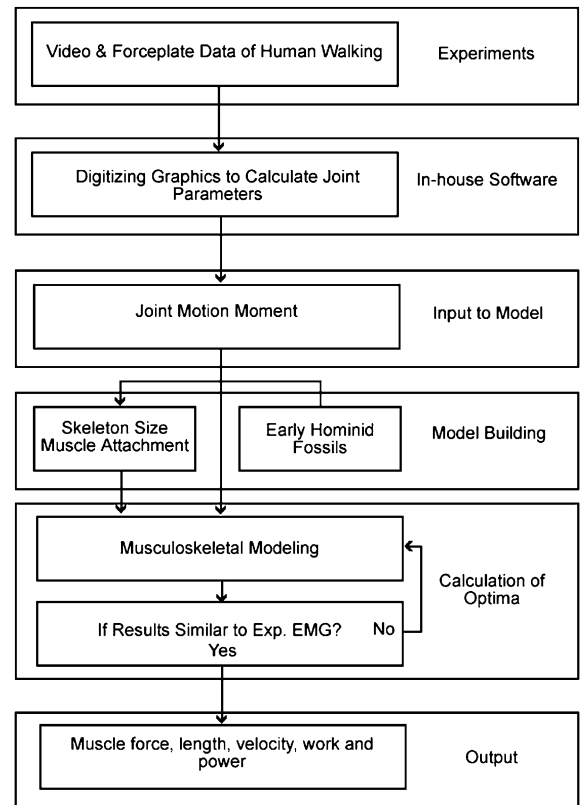 Video & Forceplate Data of Human Walking
Experiments
Digitizing Graphics to Calculate Joint
Parameters
In-house Software
Joint Motion Moment
Input to Model
Skeleton Size
Muscle Attachment
Early Hominid
Fossils
Model Building
Musculoskeletal Modeling
If Results Similar to Exp. EMG?
No
Yes
Calculation of
Optima
Muscle force, length, velocity, work and
power
Output